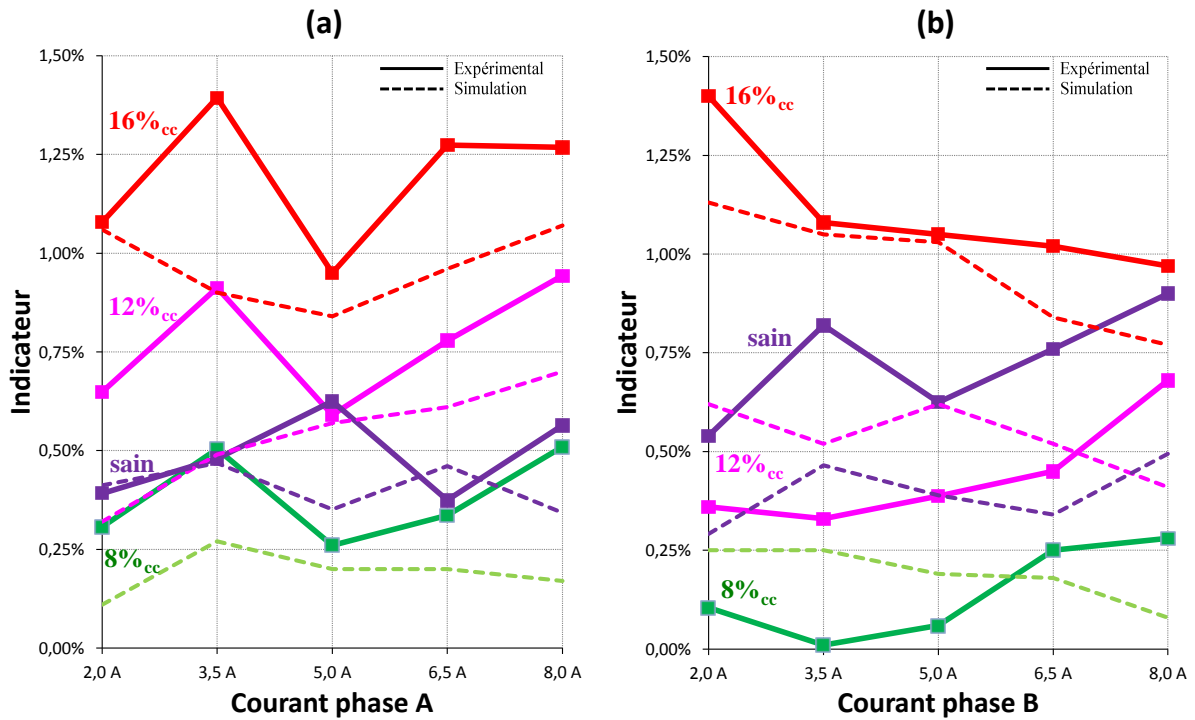 (a)
1,50%
1,25%
1,00%
0,75%
0,50%
0,25%
0,00%
Indicateur
Expérimental
Simulation
16%cc
12%cc
sain
8%cc
2,0 A 3,5 A 5,0 A 6,5 A 8,0 A
Courant phase A
(b)
1,50%
1,25%
1,00%
0,75%
0,50%
0,25%
0,00%
Indicateur
Expérimental
Simulation
16%cc
sain
12%cc
8%cc
2,0 A 3,5 A 5,0 A 6,5 A 8,0 A
Courant phase B